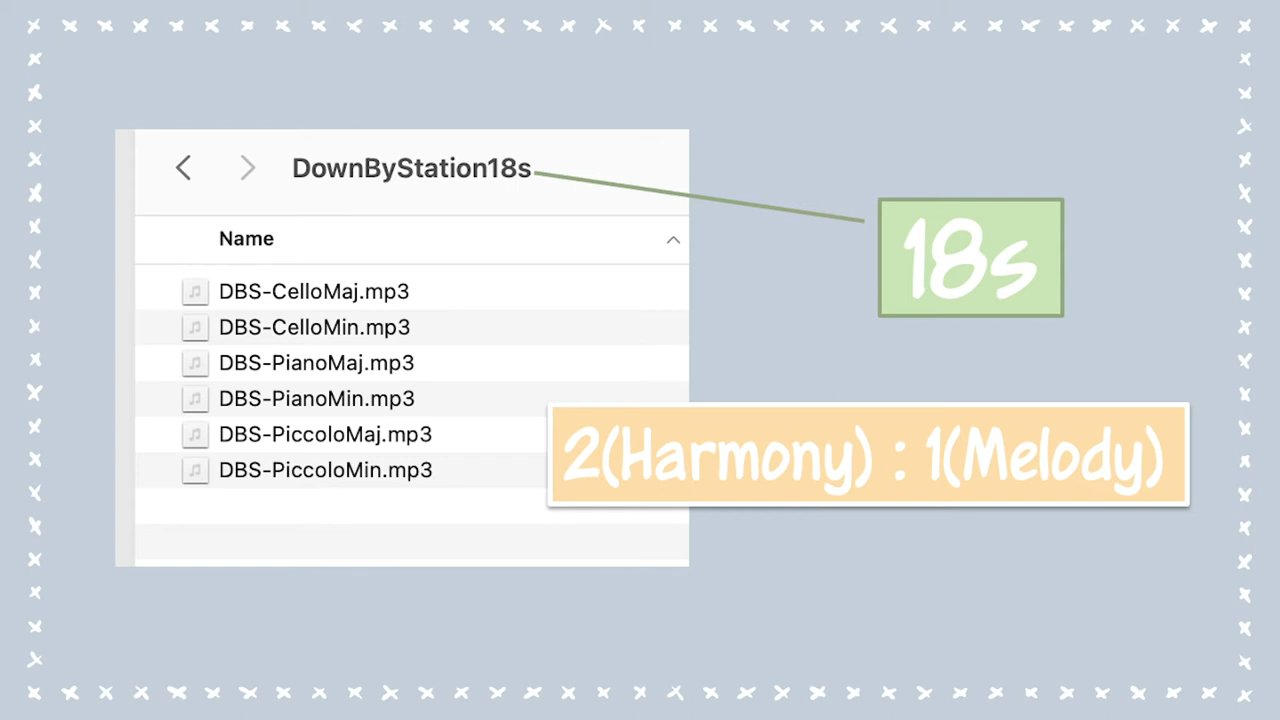 DownByStation18s
18s
Name
DBS-CelloMaj.mp3
DBS-CelloMin.mp3
DBS-PianoMaj.mp3
DBS-PianoMin.mp3
DBS-PiccoloMaj.mp3
DBS-PiccoloMin.mp3
2(Harmony) : 1(Melody)